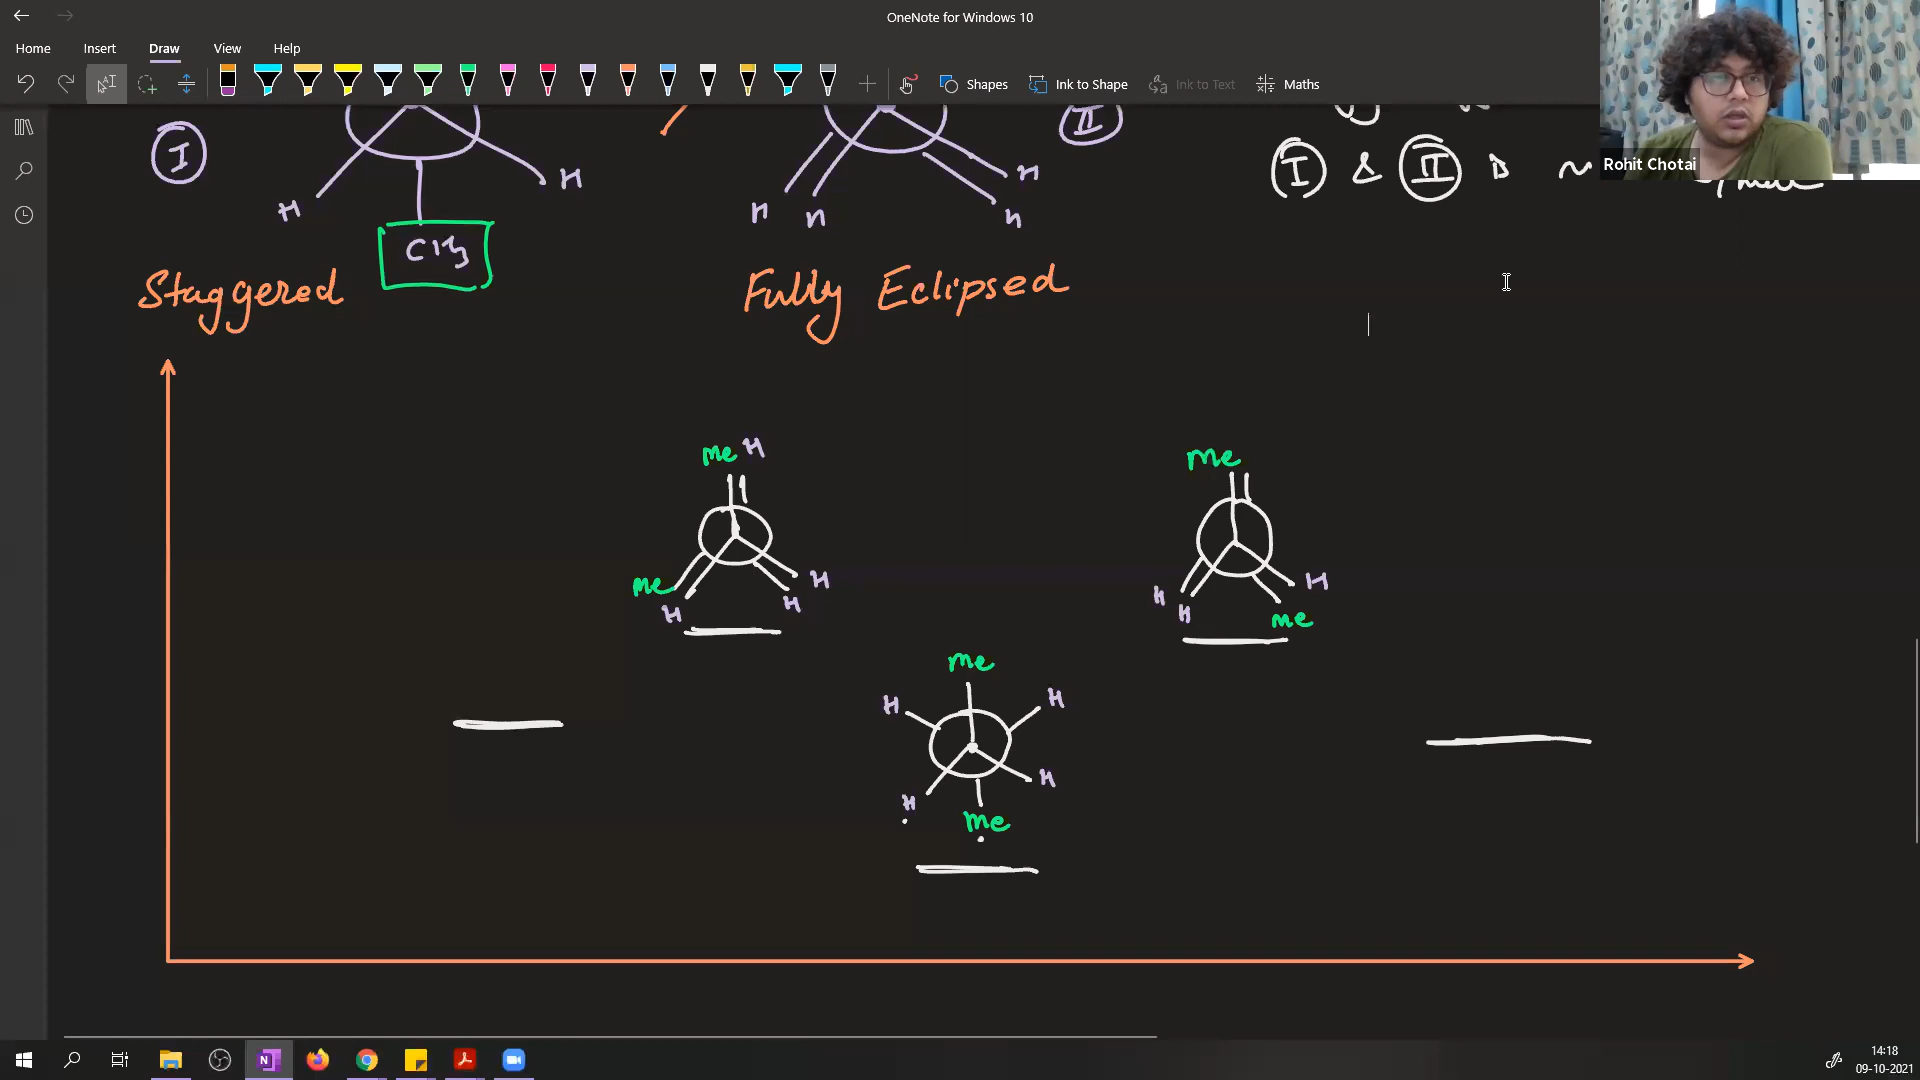 OneNote for Windows 10
Home Insert Draw View Help
Shapes Ink to Shape Ink to Text Maths
Rohit Chotai
I H H CH3
H H H H II
I & II is ~
Staggered Fully Eclipsed
Me H
Me H H H
Me
H H Me H
Me
H H
H H
Me
14:18
09-10-2021